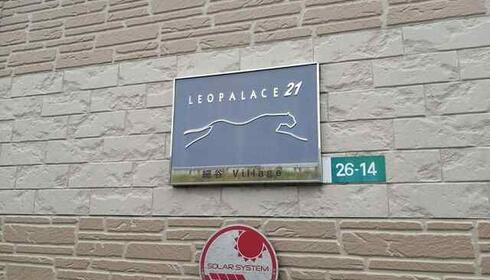 LEOPALACE 21
細谷 Village
26-14
SOLAR SYSTEM